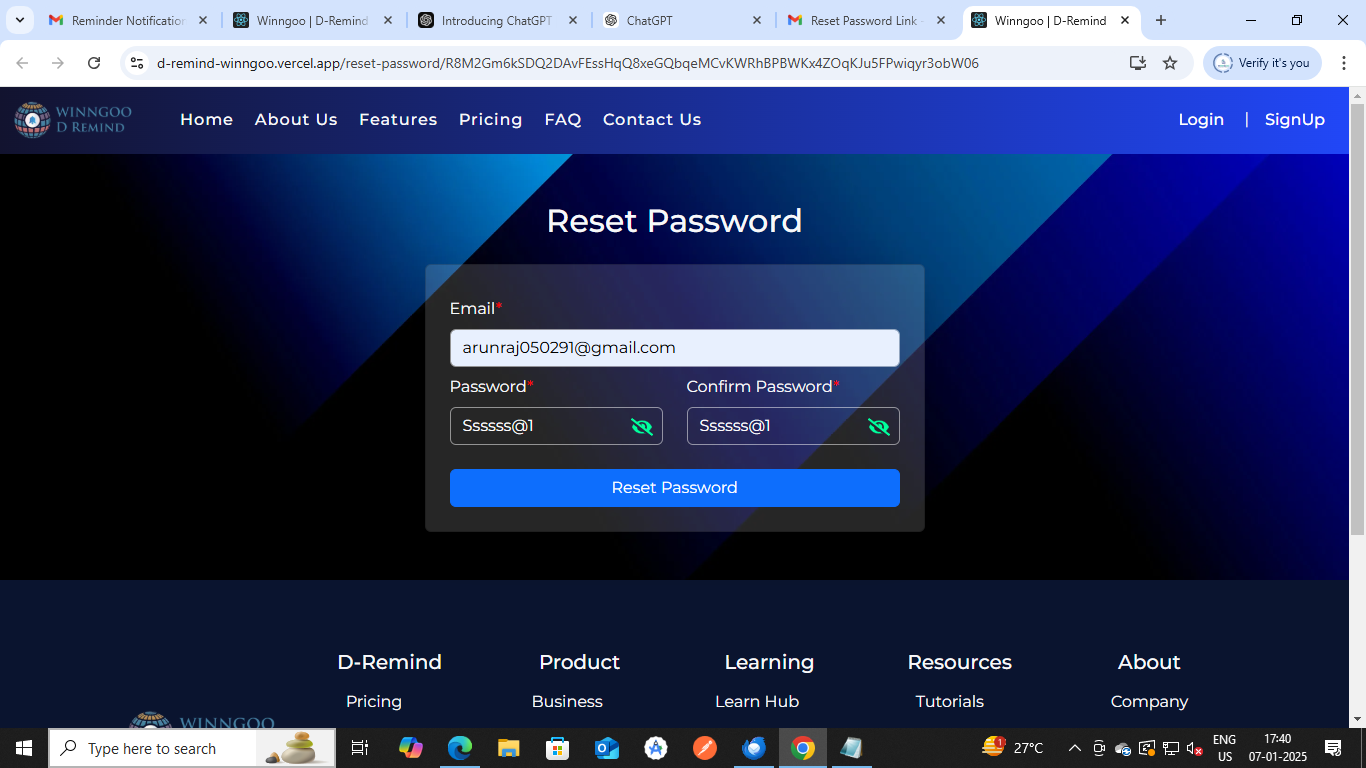 Reminder Notification
Winngoo | D-Remind
Introducing ChatGPT
ChatGPT
Reset Password Link -
Winngoo | D-Remind
d-remind-winngoo.vercel.app/reset-password/R8M2Gm6kSDQ2DAvFEssHqQ8xeGQbqeMCvKWRhBPBWKx4ZOqKJu5FPwiqyr3obW06
Verify it's you
WINNGOO
D REMIND
Home
About Us
Features
Pricing
FAQ
Contact Us
Login | SignUp
Reset Password
Email*
arunraj050291@gmail.com
Password*
Confirm Password*
Ssssss@1
Ssssss@1
Reset Password
D-Remind
Product
Learning
Resources
About
Pricing
Business
Learn Hub
Tutorials
Company
WINNGOO
Type here to search
1
27°C
ENG
US
17:40
07-01-2025